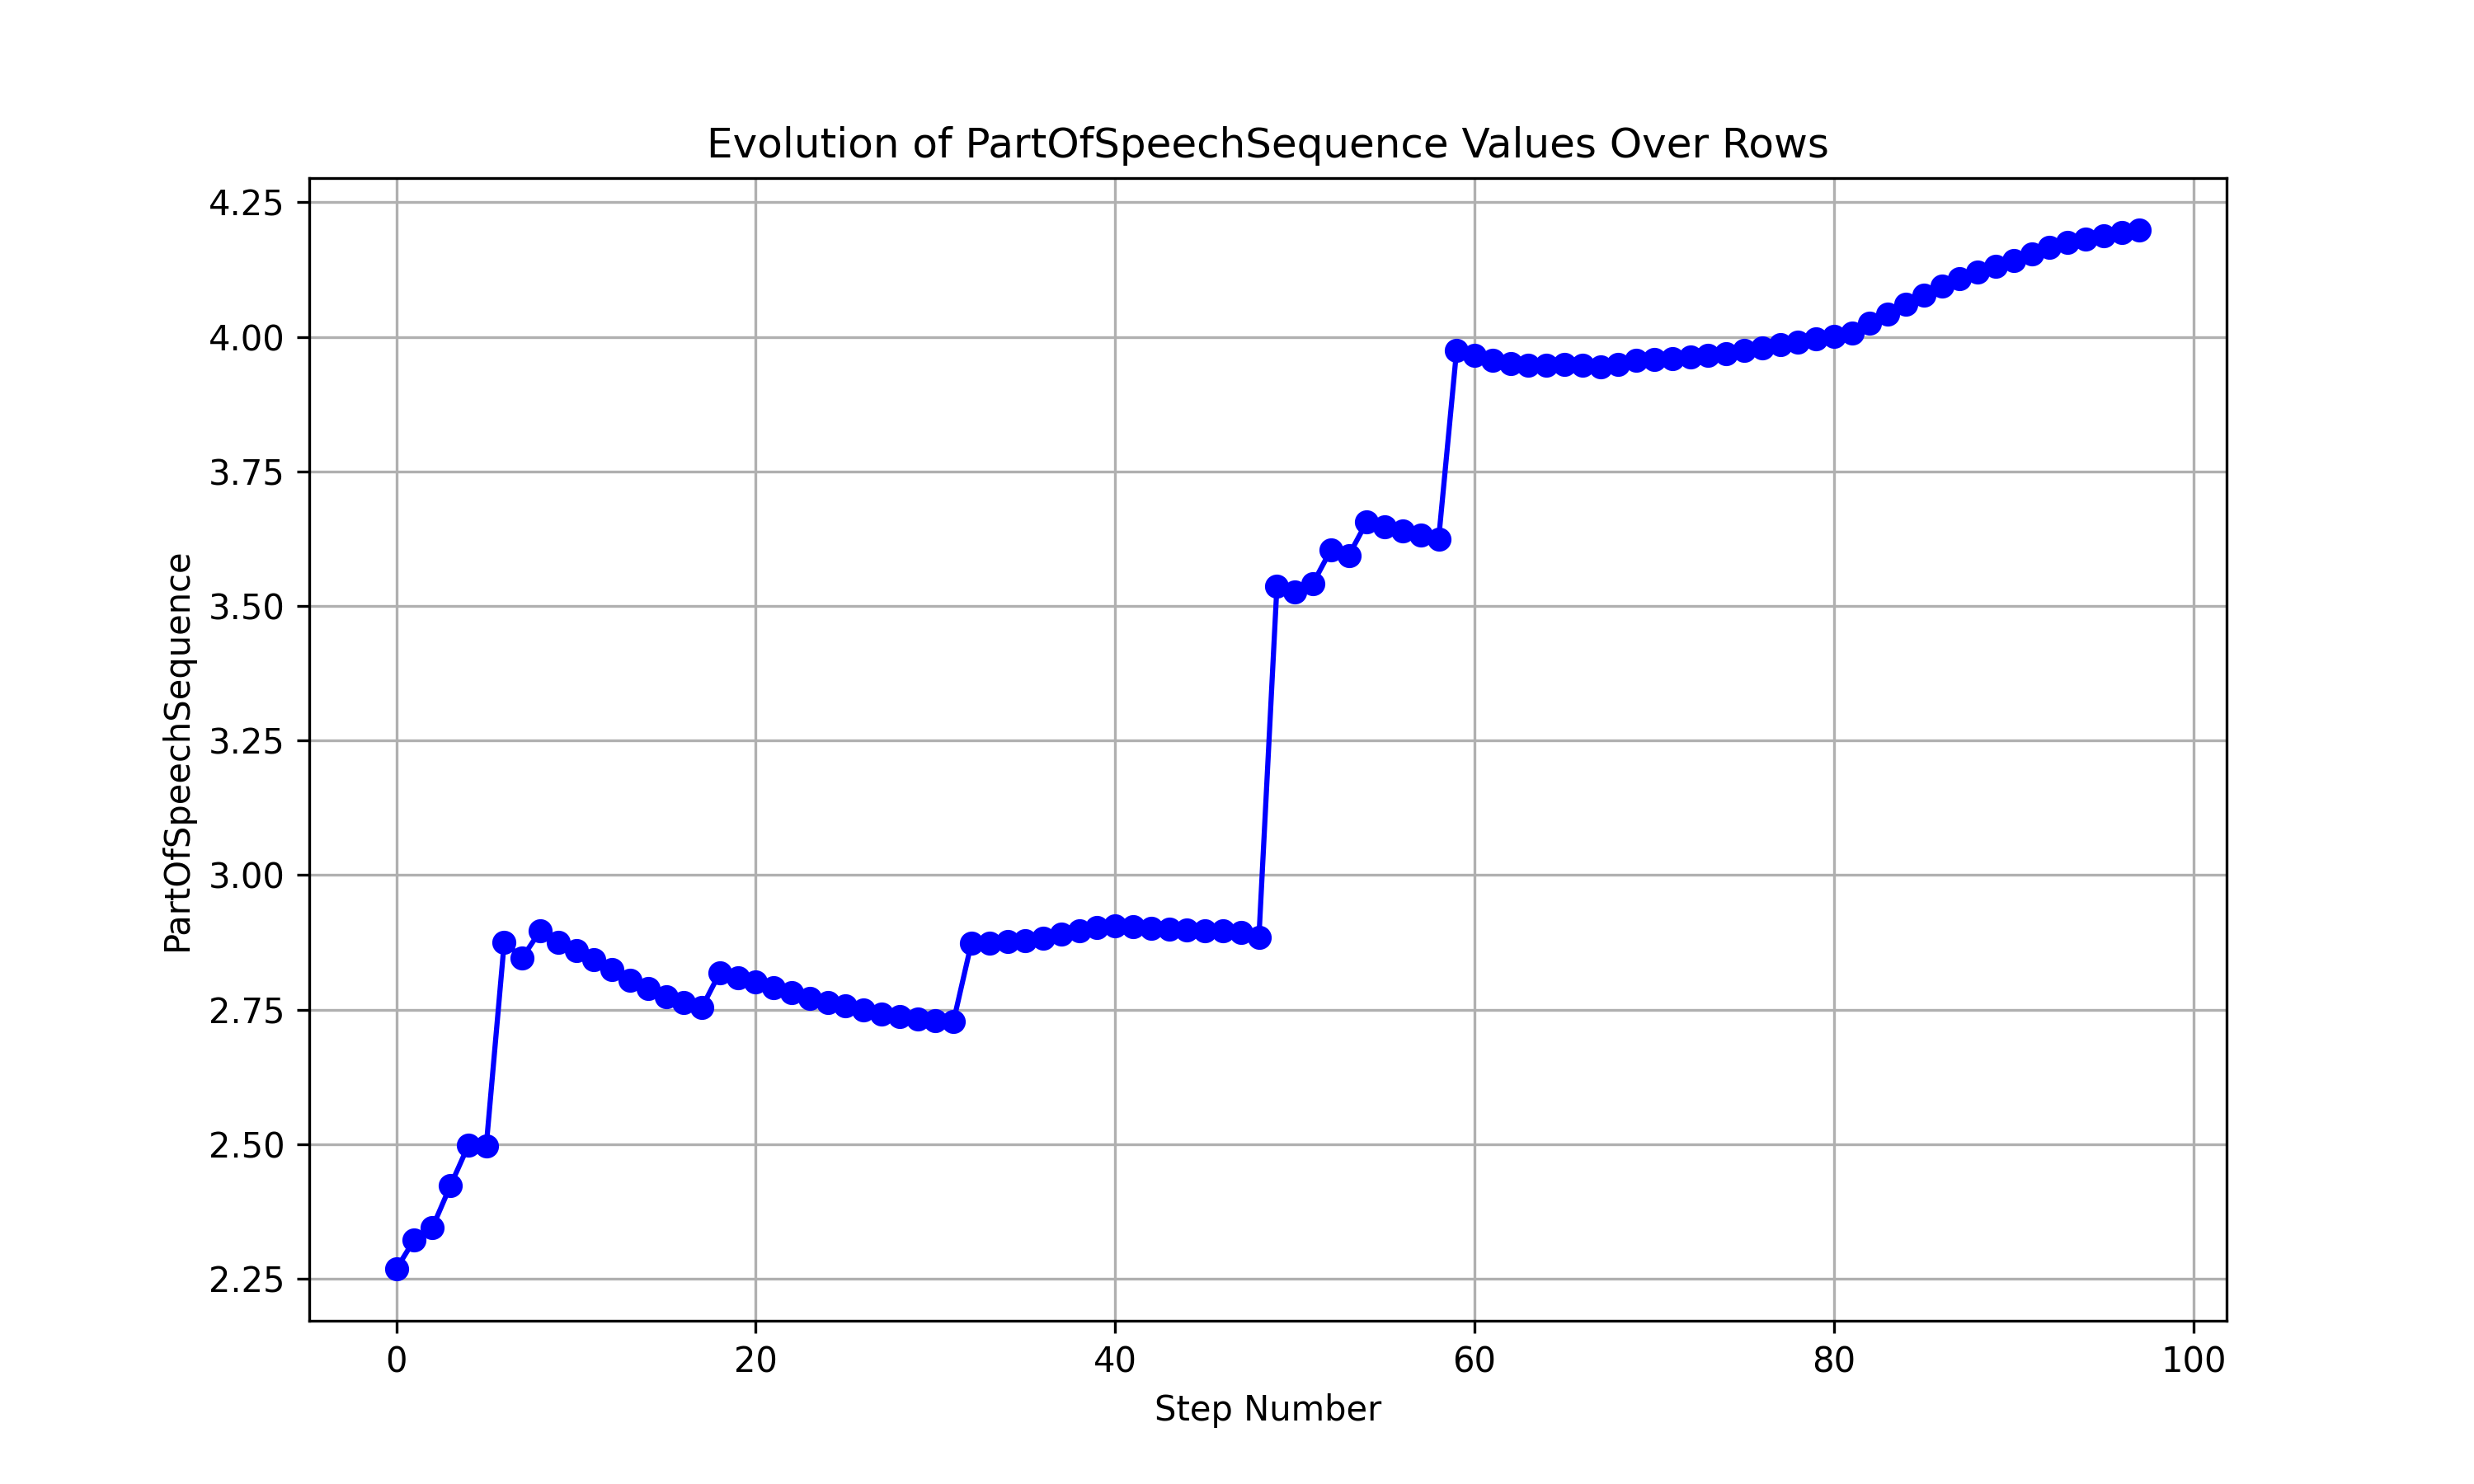 Evolution of PartOfSpeechSequence Values Over Rows
PartOfSpeechSequence
4.25
4.00
3.75
3.50
3.25
3.00
2.75
2.50
2.25
0 20 40 60 80 100
Step Number